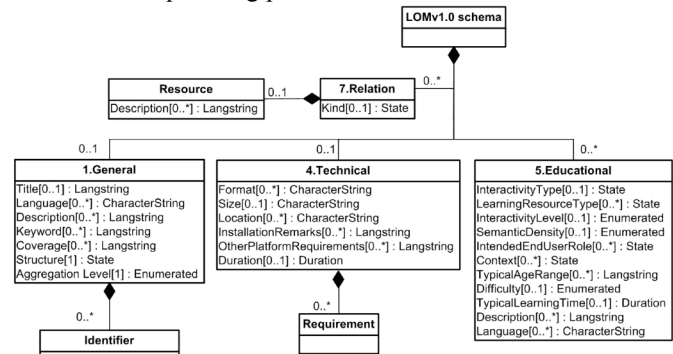 LOMv1.0 schema
Resource
Description[0..*] : Langstring
0..1
7.Relation
Kind[0..1] : State
0..*
0..1
0..1
0..*
1.General
Title[0..1] : Langstring
Language[0..*] : CharacterString
Description[0..*] : Langstring
Keyword[0..*] : Langstring
Coverage[0..*] : Langstring
Structure[1] : State
Aggregation Level[1] : Enumerated
4.Technical
Format[0..*] : CharacterString
Size[0..1] : CharacterString
Location[0..*] : CharacterString
InstallationRemarks[0..*] : Langstring
OtherPlatformRequirements[0..*] : Langstring
Duration[0..1] : Duration
5.Educational
InteractivityType[0..1] : State
LearningResourceType[0..*] : State
InteractivityLevel[0..1] : Enumerated
SemanticDensity[0..1] : Enumerated
IntendedEndUserRole[0..*] : State
Context[0..*] : State
TypicalAgeRange[0..*] : Langstring
Difficulty[0..1] : Enumerated
TypicalLearningTime[0..1] : Duration
Description[0..*] : Langstring
Language[0..*] : CharacterString
0..*
Identifier
0..*
Requirement